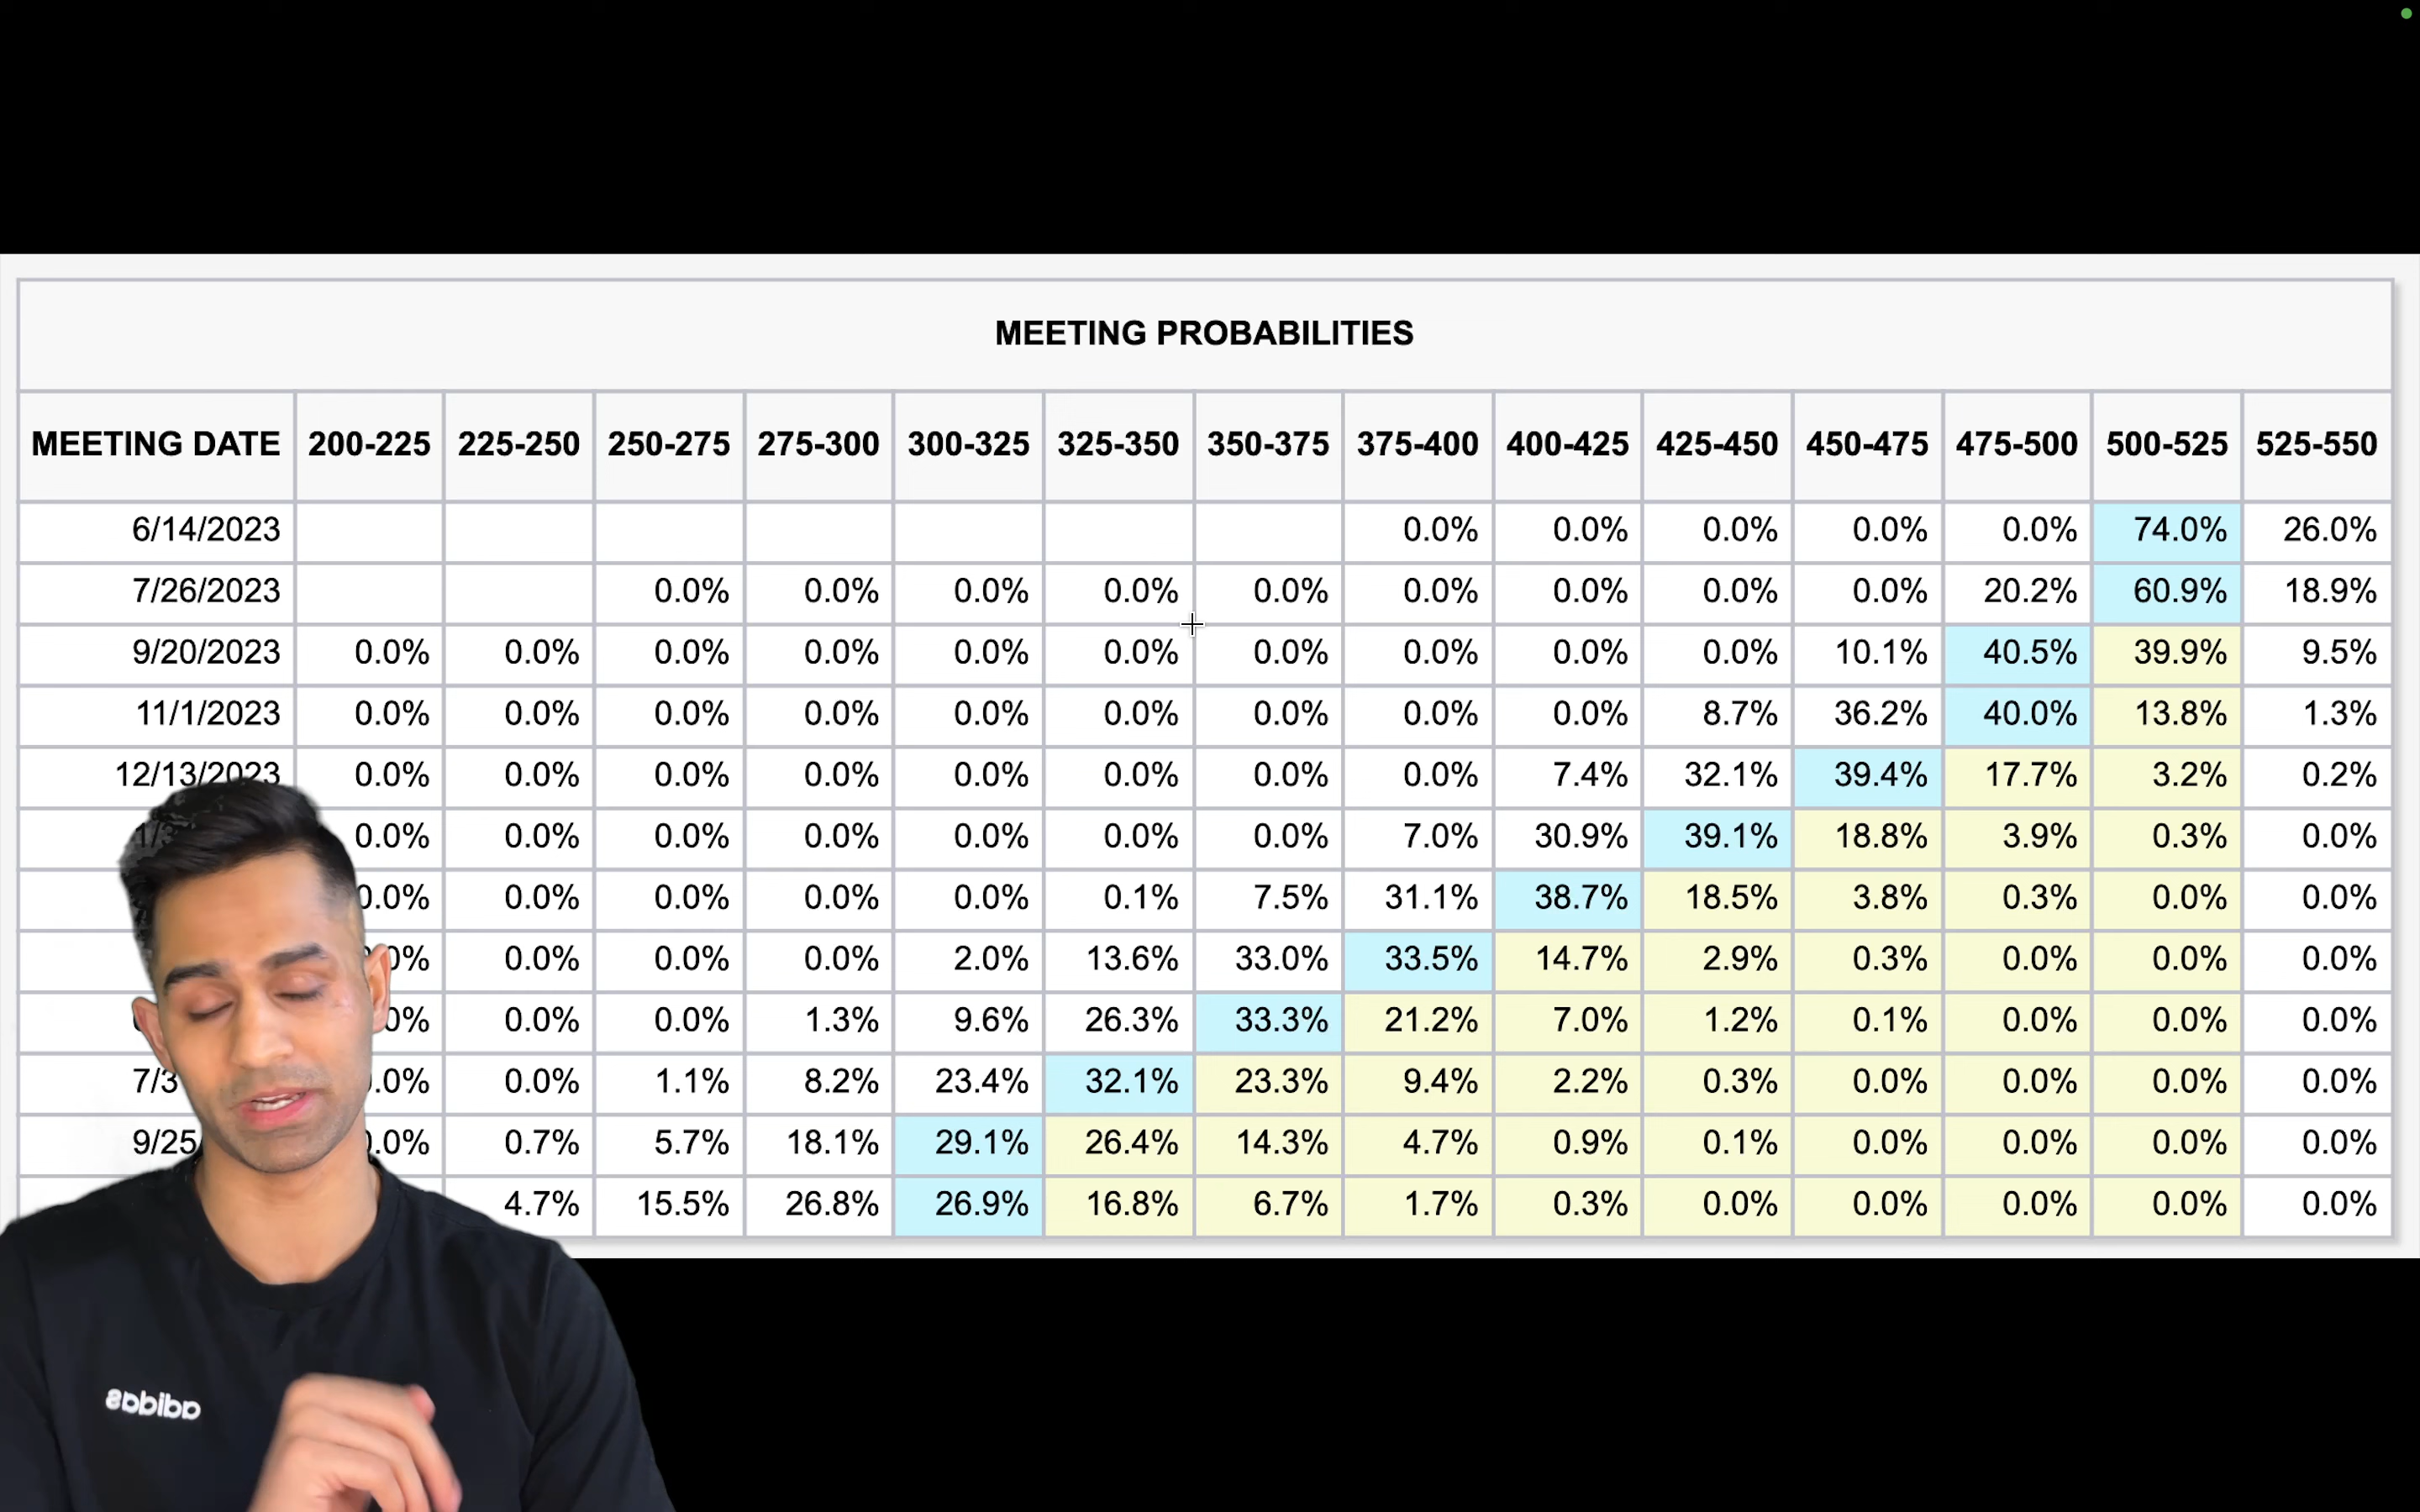 MEETING PROBABILITIES
MEETING DATE 200-225 225-250 250-275 275-300 300-325 325-350 350-375 375-400 400-425 425-450 450-475 475-500 500-525 525-550
6/14/2023 0.0% 0.0% 0.0% 0.0% 0.0% 74.0% 26.0%
7/26/2023 0.0% 0.0% 0.0% 0.0% 0.0% 0.0% 0.0% 0.0% 0.0% 20.2% 60.9% 18.9%
9/20/2023 0.0% 0.0% 0.0% 0.0% 0.0% 0.0% 0.0% 0.0% 0.0% 0.0% 10.1% 40.5% 39.9% 9.5%
11/1/2023 0.0% 0.0% 0.0% 0.0% 0.0% 0.0% 0.0% 0.0% 0.0% 8.7% 36.2% 40.0% 13.8% 1.3%
12/13/2023 0.0% 0.0% 0.0% 0.0% 0.0% 0.0% 0.0% 0.0% 7.4% 32.1% 39.4% 17.7% 3.2% 0.2%
0.0% 0.0% 0.0% 0.0% 0.0% 0.0% 0.0% 7.0% 30.9% 39.1% 18.8% 3.9% 0.3% 0.0%
0.0% 0.0% 0.0% 0.0% 0.0% 0.1% 7.5% 31.1% 38.7% 18.5% 3.8% 0.3% 0.0% 0.0%
0.0% 0.0% 0.0% 2.0% 13.6% 33.0% 33.5% 14.7% 2.9% 0.3% 0.0% 0.0% 0.0%
0.0% 0.0% 1.3% 9.6% 26.3% 33.3% 21.2% 7.0% 1.2% 0.1% 0.0% 0.0% 0.0%
7/3 .0% 0.0% 1.1% 8.2% 23.4% 32.1% 23.3% 9.4% 2.2% 0.3% 0.0% 0.0% 0.0% 0.0%
9/25 .0% 0.7% 5.7% 18.1% 29.1% 26.4% 14.3% 4.7% 0.9% 0.1% 0.0% 0.0% 0.0% 0.0%
4.7% 15.5% 26.8% 26.9% 16.8% 6.7% 1.7% 0.3% 0.0% 0.0% 0.0% 0.0% 0.0%
adidas